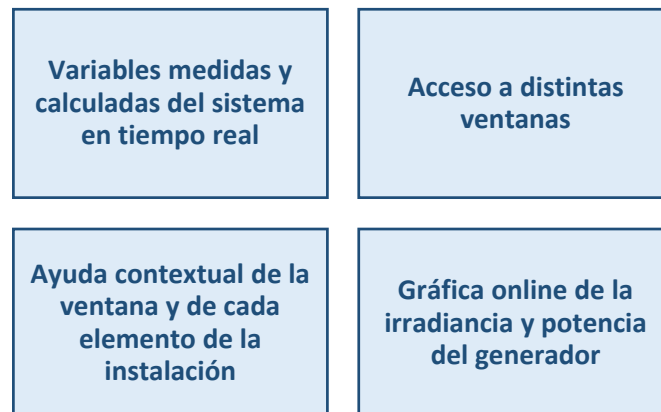 Variables medidas y
calculadas del sistema
en tiempo real
Acceso a distintas
ventanas
Ayuda contextual de la
ventana y de cada
elemento de la
instalación
Gráfica online de la
irradiancia y potencia
del generador